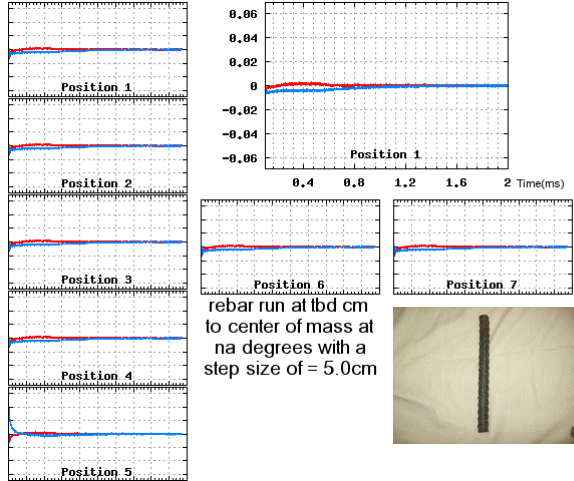 Position 1
Position 2
Position 3
Position 4
Position 5
0.06
0.04
0.02
0
-0.02
-0.04
-0.06
Position 1
0.4 0.8 1.2 1.6 2 Time(ms)
Position 6
Position 7
rebar run at tbd cm
to center of mass at
na degrees with a
step size of = 5.0cm